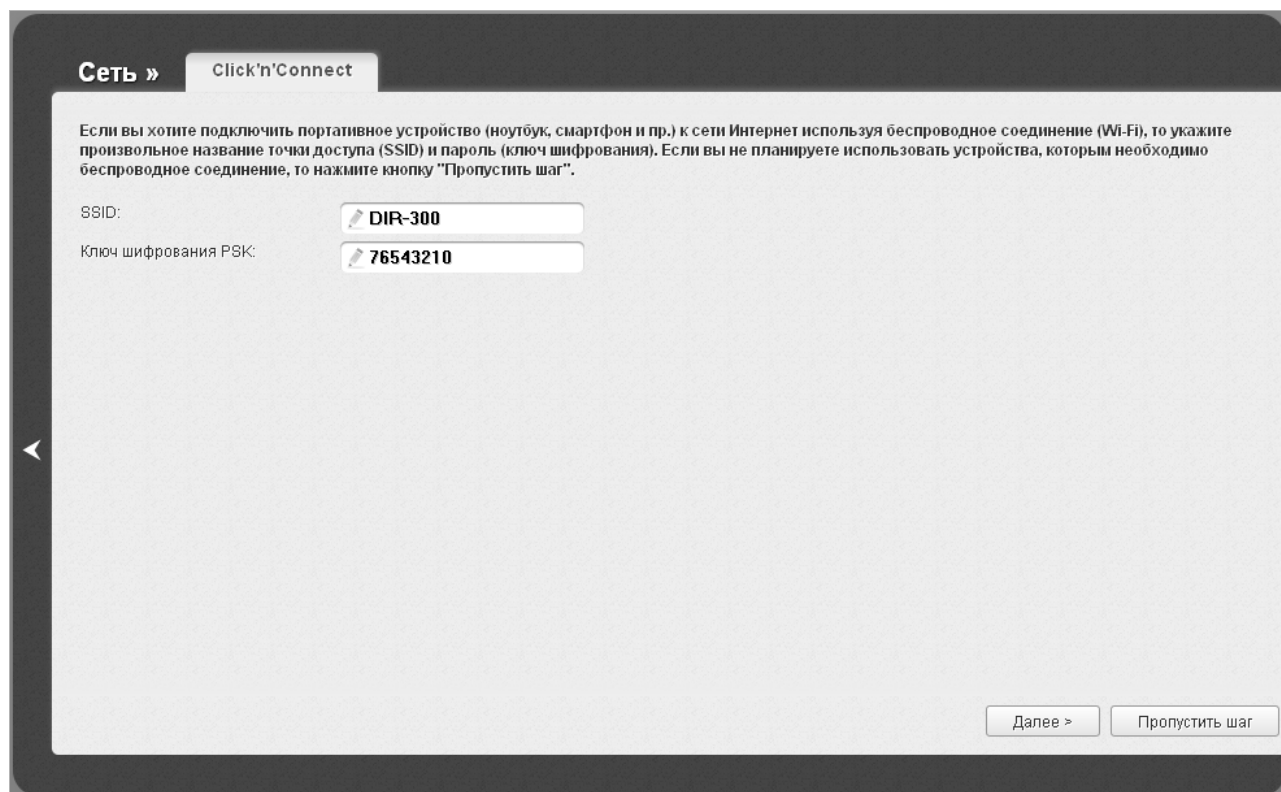 Сеть »
Click'n'Connect
Если вы хотите подключить портативное устройство (ноутбук, смартфон и пр.) к сети Интернет используя беспроводное соединение (Wi-Fi), то укажите
произвольное название точки доступа (SSID) и пароль (ключ шифрования). Если вы не планируете использовать устройства, которым необходимо
беспроводное соединение, то нажмите кнопку "Пропустить шаг".
SSID:
DIR-300
Ключ шифрования PSK:
76543210
Далее >
Пропустить шаг